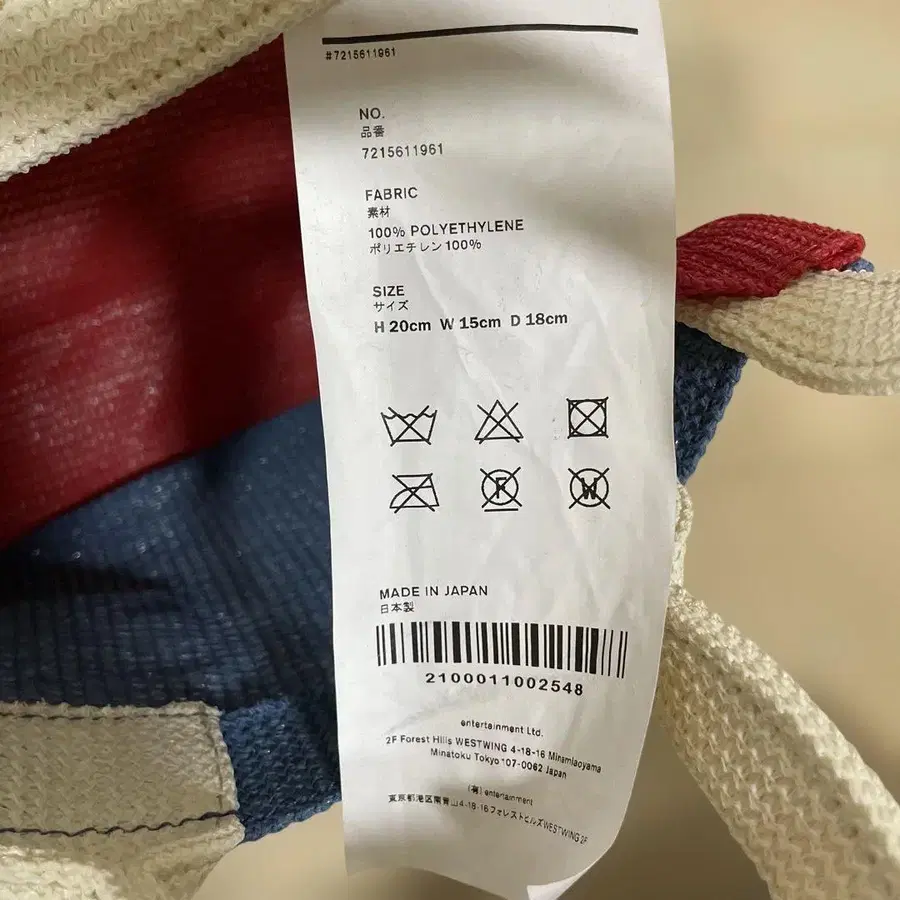 #7215611961
NO.
品番
7215611961
FABRIC
素材
100% POLYETHYLENE
ポリエチレン100%
SIZE
サイズ
H 20cm W 15cm D 18cm
F W
MADE IN JAPAN
日本製
2100011002548
entertainment Ltd.
2F Forest Hills WESTWING 4-18-16 Minamiaoyama
Minatoku Tokyo 107-0062 Japan
(有) entertainment
東京都港区南青山4-18-16フォレストヒルズWESTWING 2F